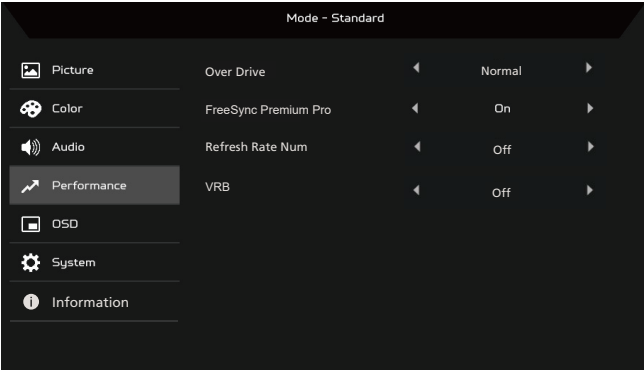 Mode - Standard
Picture
Over Drive Normal
Color
FreeSync Premium Pro On
Audio
Refresh Rate Num Off
Performance
VRB Off
OSD
System
Information